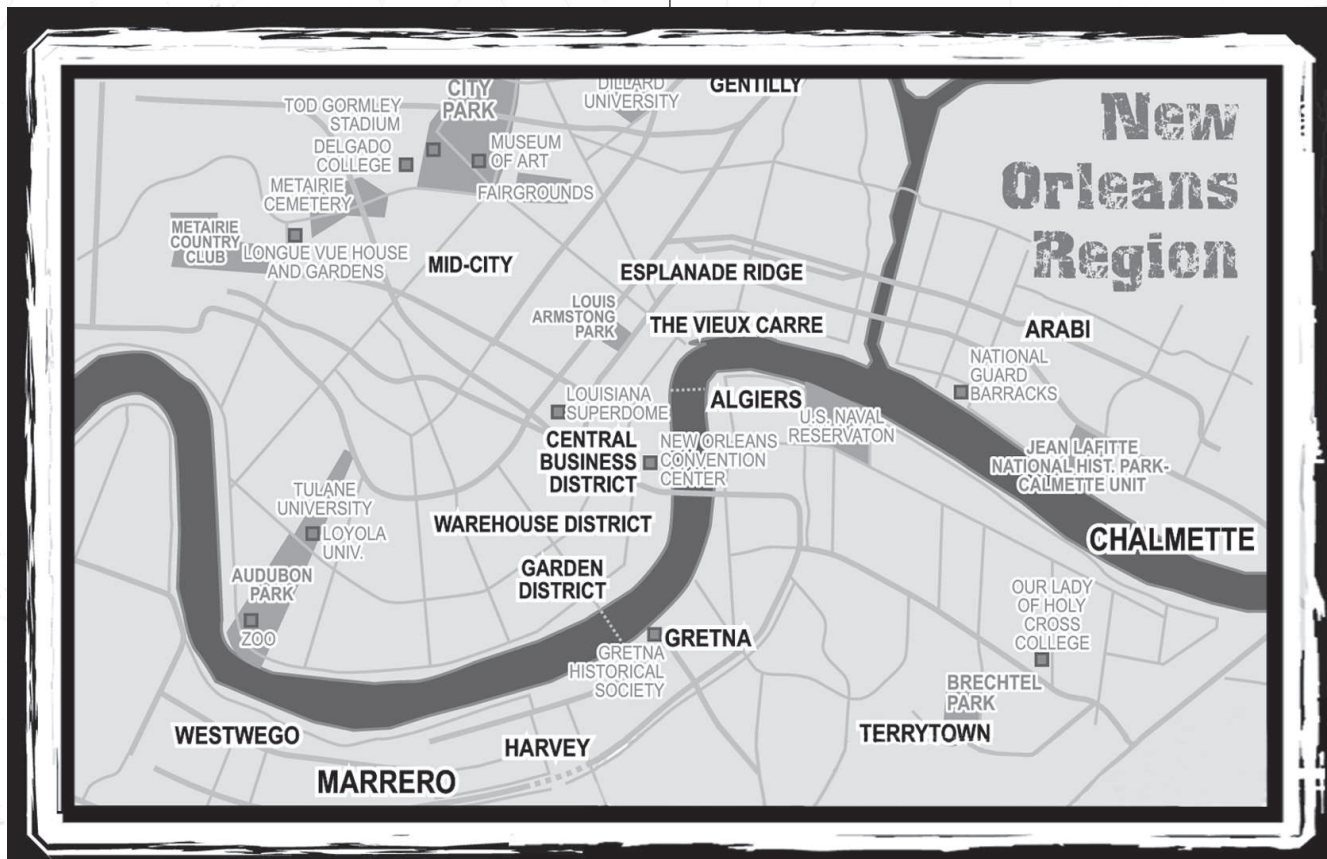 New
Orleans
Region
CITY
PARK
DILLARD
UNIVERSITY
GENTILLY
TOD GORMLEY
STADIUM
DELGADO
COLLEGE
MUSEUM
OF ART
METAIRIE
CEMETERY
FAIRGROUNDS
METAIRIE
COUNTRY
CLUB
LONGUE VUE HOUSE
AND GARDENS
MID-CITY
ESPLANADE RIDGE
LOUIS
ARMSTONG
PARK
THE VIEUX CARRE
ARABI
NATIONAL
GUARD
BARRACKS
LOUISIANA
SUPERDOME
ALGIERS
U.S. NAVAL
RESERVATON
CENTRAL
BUSINESS
DISTRICT
NEW ORLEANS
CONVENTION
CENTER
JEAN LAFITTE
NATIONAL HIST. PARK-
CALMETTE UNIT
TULANE
UNIVERSITY
LOYOLA
UNIV.
WAREHOUSE DISTRICT
CHALMETTE
AUDUBON
PARK
GARDEN
DISTRICT
OUR LADY
OF HOLY
CROSS
COLLEGE
ZOO
GRETNA
GRETNA
HISTORICAL
SOCIETY
BRECHTEL
PARK
WESTWEGO
HARVEY
TERRYTOWN
MARRERO